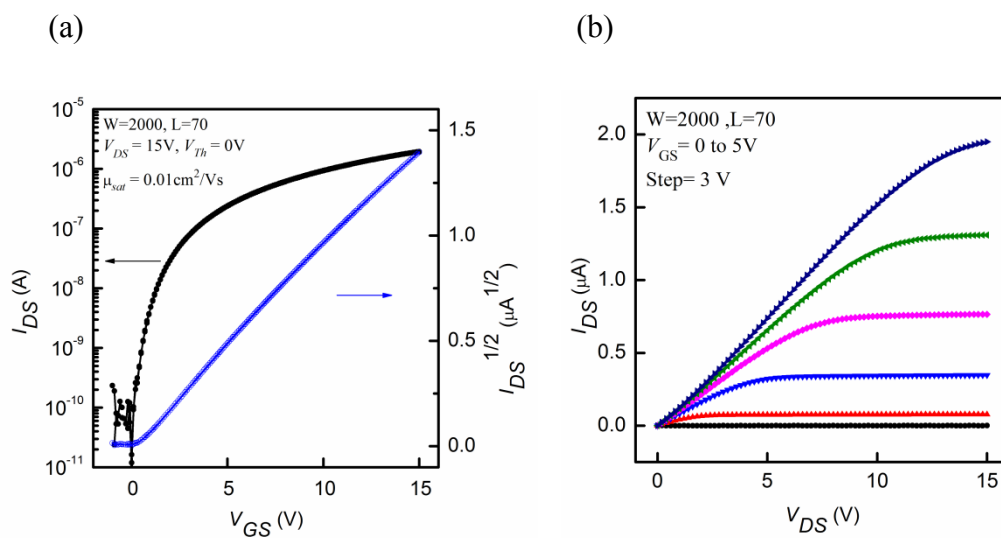 (a)
(b)
10⁻⁵
10⁻⁶
10⁻⁷
10⁻⁸
10⁻⁹
10⁻¹⁰
10⁻¹¹
I_DS (A)
W=2000, L=70
V_DS = 15V, V_Th = 0V
μ_sat = 0.01cm²/Vs
1.5
1.0
0.5
0.0
I_DS^1/2 (μA^1/2)
0 5 10 15
V_GS (V)
2.0
1.5
1.0
0.5
0.0
I_DS (μA)
W=2000 ,L=70
V_GS= 0 to 5V
Step= 3 V
0 5 10 15
V_DS (V)